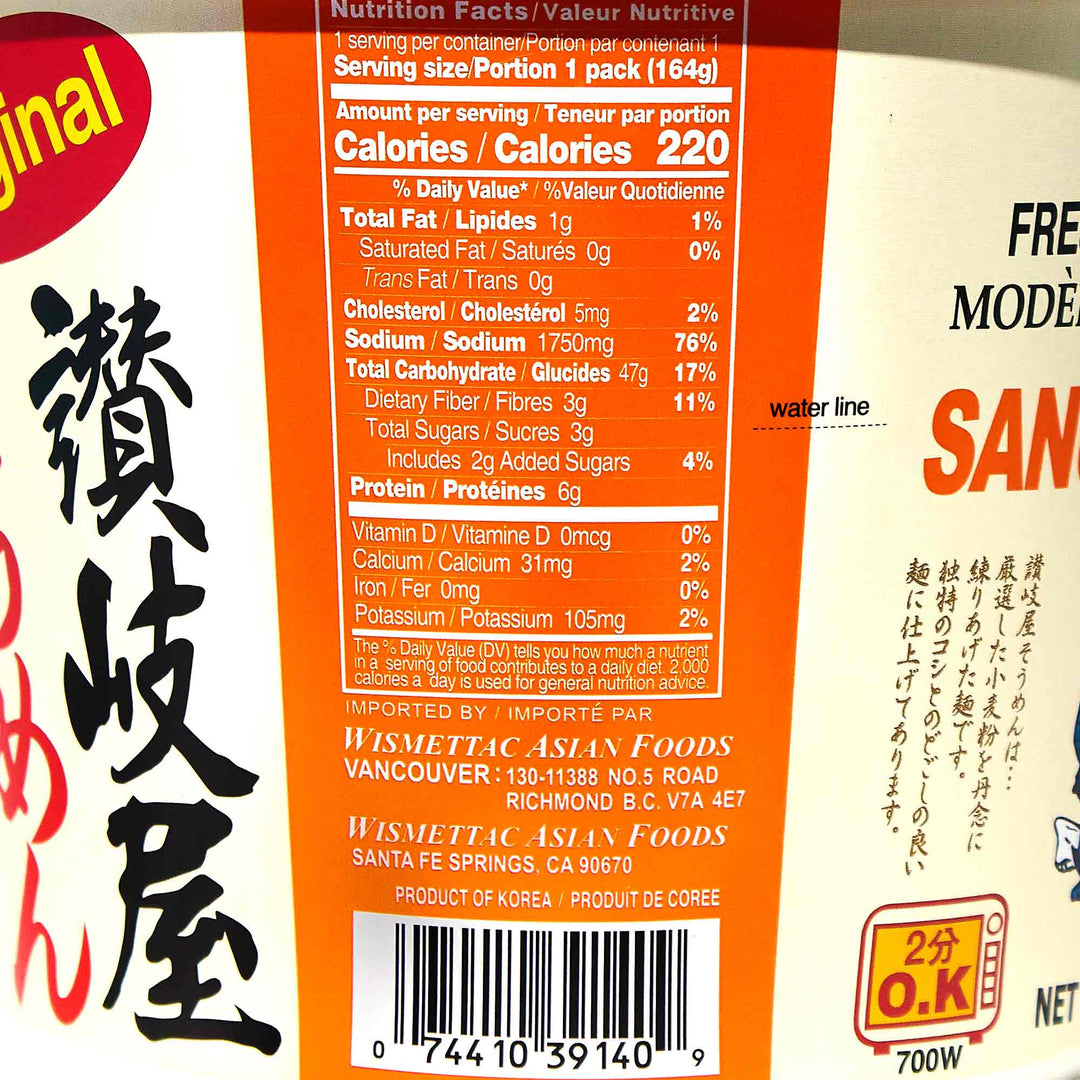 ginal
讃岐屋
うめん
Nutrition Facts/Valeur Nutritive
1 serving per container/Portion par contenant 1
Serving size/Portion 1 pack (164g)
Amount per serving / Teneur par portion
Calories / Calories 220
% Daily Value* / %Valeur Quotidienne
Total Fat / Lipides 1g 1%
Saturated Fat / Saturés 0g 0%
Trans Fat / Trans 0g
Cholesterol / Cholestérol 5mg 2%
Sodium / Sodium 1750mg 76%
Total Carbohydrate / Glucides 47g 17%
Dietary Fiber / Fibres 3g 11%
Total Sugars / Sucres 3g
Includes 2g Added Sugars 4%
Protein / Protéines 6g
Vitamin D / Vitamine D 0mcg 0%
Calcium / Calcium 31mg 2%
Iron / Fer 0mg 0%
Potassium / Potassium 105mg 2%
The % Daily Value (DV) tells you how much a nutrient
in a serving of food contributes to a daily diet. 2,000
calories a day is used for general nutrition advice.
IMPORTED BY / IMPORTÉ PAR
WISMETTAC ASIAN FOODS
VANCOUVER: 130-11388 NO.5 ROAD
RICHMOND B.C. V7A 4E7
WISMETTAC ASIAN FOODS
SANTA FE SPRINGS, CA 90670
PRODUCT OF KOREA / PRODUIT DE COREE
0 74410 39140 9
water line
FRE
MODÈ
SAN
讃岐屋そうめんは…
厳選した小麦粉を丹念に
練りあげた麺です。
独特のコシとのどごしの良い
麺に仕上げてあります。
2分
O.K
700W
NET